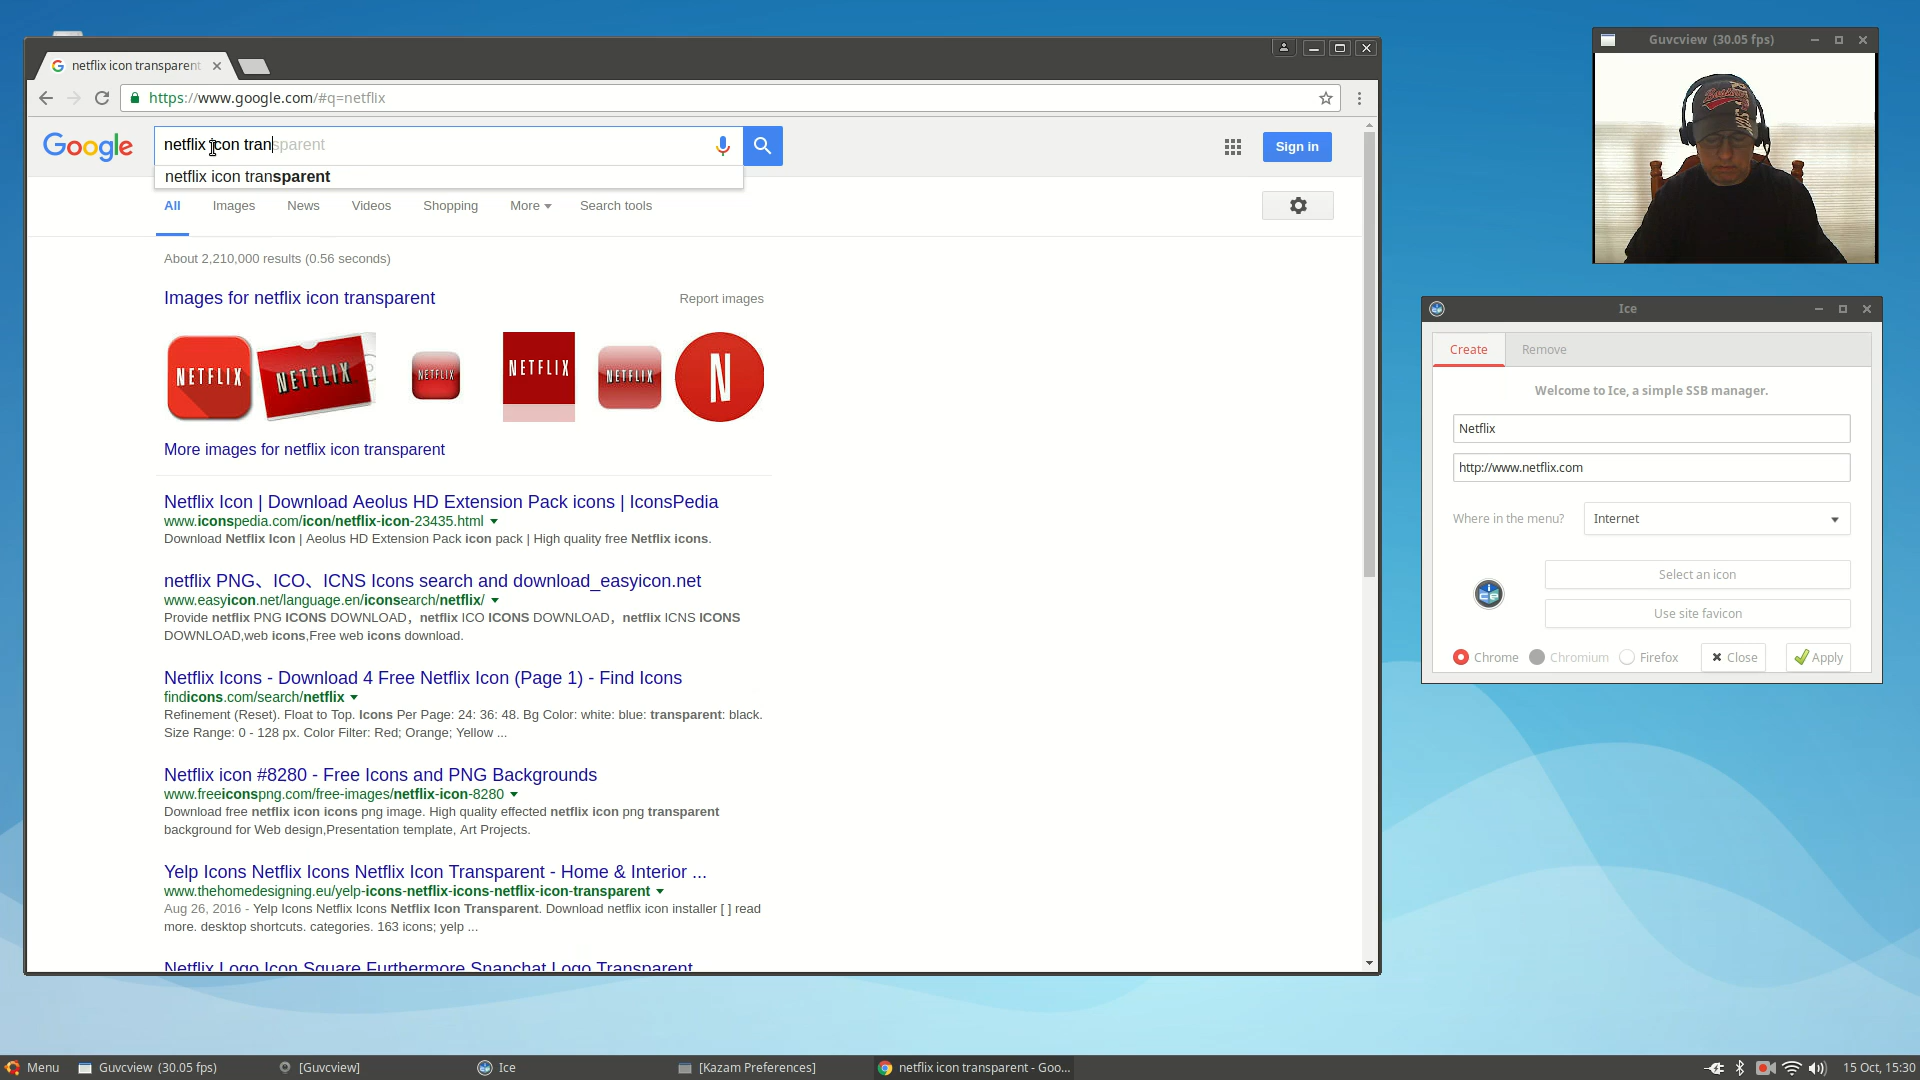 netflix icon transparent
https://www.google.com/#q=netflix
Google
netflix icon transparent
netflix icon transparent
Sign in
All
Images
News
Videos
Shopping
More
Search tools
About 2,210,000 results (0.56 seconds)
Images for netflix icon transparent
Report images
NETFLIX
NETFLIX
NETFLIX
NETFLIX
NETFLIX
N
More images for netflix icon transparent
Netflix Icon | Download Aeolus HD Extension Pack icons | IconsPedia
www.iconspedia.com/icon/netflix-icon-23435.html
Download Netflix Icon | Aeolus HD Extension Pack icon pack | High quality free Netflix icons.
netflix PNG、ICO、ICNS Icons search and download_easyicon.net
www.easyicon.net/language.en/iconsearch/netflix/
Provide netflix PNG ICONS DOWNLOAD，netflix ICO ICONS DOWNLOAD，netflix ICNS ICONS
DOWNLOAD,web icons,Free web icons download.
Netflix Icons - Download 4 Free Netflix Icon (Page 1) - Find Icons
findicons.com/search/netflix
Refinement (Reset). Float to Top. Icons Per Page: 24: 36: 48. Bg Color: white: blue: transparent: black.
Size Range: 0 - 128 px. Color Filter: Red; Orange; Yellow ...
Netflix icon #8280 - Free Icons and PNG Backgrounds
www.freeiconspng.com/free-images/netflix-icon-8280
Download free netflix icon icons png image. High quality effected netflix icon png transparent
background for Web design,Presentation template, Art Projects.
Yelp Icons Netflix Icons Netflix Icon Transparent - Home & Interior ...
www.thehomedesigning.eu/yelp-icons-netflix-icons-netflix-icon-transparent
Aug 26, 2016 - Yelp Icons Netflix Icons Netflix Icon Transparent. Download netflix icon installer [ ] read
more. desktop shortcuts. categories. 163 icons; yelp ...
Netflix Logo Icon Square Furthermore Snapchat Logo Transparent
Guvcview (30.05 fps)
Ice
Create
Remove
Welcome to Ice, a simple SSB manager.
Netflix
http://www.netflix.com
Where in the menu?
Internet
Select an icon
ice
Use site favicon
Chrome
Chromium
Firefox
Close
Apply
Menu
Guvcview (30.05 fps)
[Guvcview]
Ice
[Kazam Preferences]
netflix icon transparent - Goo...
15 Oct, 15:30